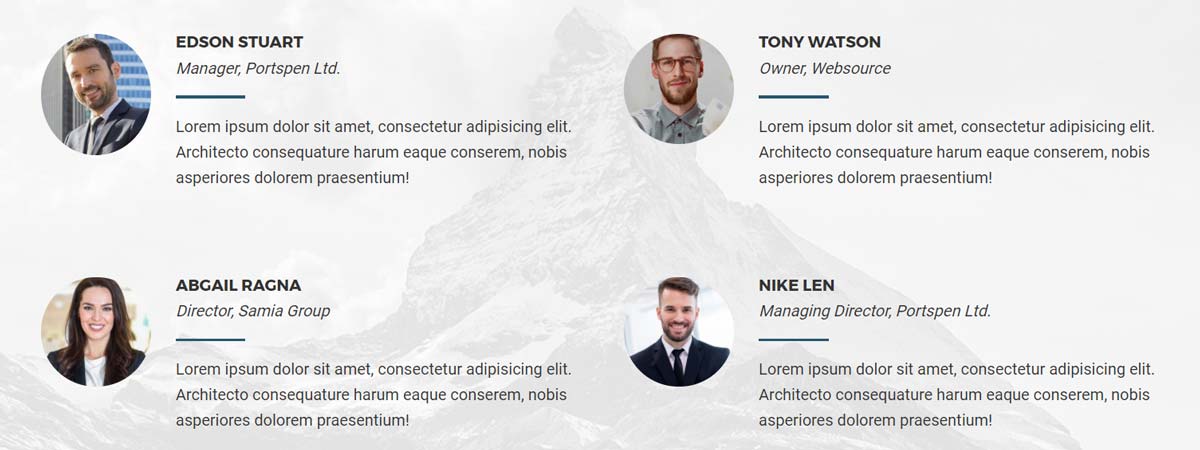 EDSON STUART
Manager, Portspen Ltd.
Lorem ipsum dolor sit amet, consectetur adipisicing elit.
Architecto consequature harum eaque conserem, nobis
asperiores dolorem praesentium!
TONY WATSON
Owner, Websource
Lorem ipsum dolor sit amet, consectetur adipisicing elit.
Architecto consequature harum eaque conserem, nobis
asperiores dolorem praesentium!
ABGAIL RAGNA
Director, Samia Group
Lorem ipsum dolor sit amet, consectetur adipisicing elit.
Architecto consequature harum eaque conserem, nobis
asperiores dolorem praesentium!
NIKE LEN
Managing Director, Portspen Ltd.
Lorem ipsum dolor sit amet, consectetur adipisicing elit.
Architecto consequature harum eaque conserem, nobis
asperiores dolorem praesentium!